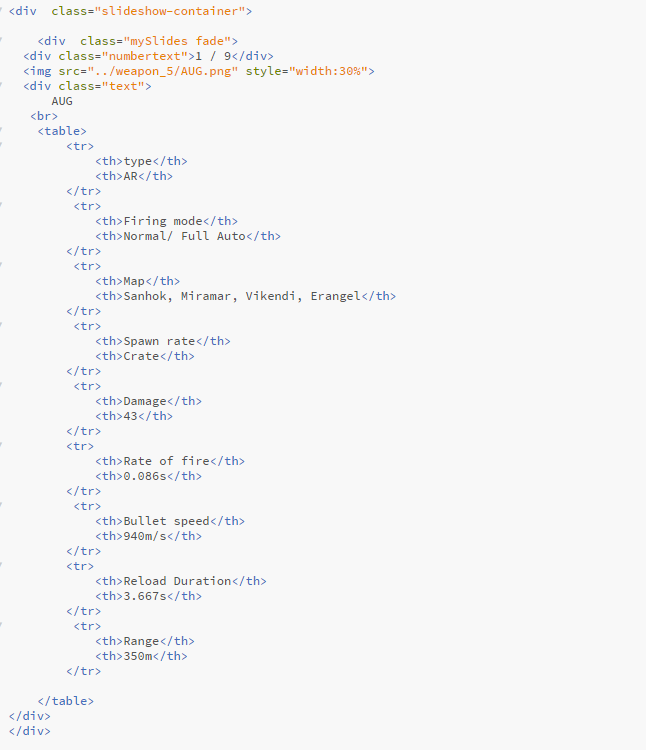 <div  class="slideshow-container">
<div  class="mySlides fade">
<div class="numbertext">1 / 9</div>
<img src="../weapon_5/AUG.png" style="width:30%">
<div class="text">
AUG
<br>
<table>
<tr>
<th>type</th>
<th>AR</th>
</tr>
<tr>
<th>Firing mode</th>
<th>Normal/ Full Auto</th>
</tr>
<tr>
<th>Map</th>
<th>Sanhok, Miramar, Vikendi, Erangel</th>
</tr>
<tr>
<th>Spawn rate</th>
<th>Crate</th>
</tr>
<tr>
<th>Damage</th>
<th>43</th>
</tr>
<tr>
<th>Rate of fire</th>
<th>0.086s</th>
</tr>
<tr>
<th>Bullet speed</th>
<th>940m/s</th>
</tr>
<tr>
<th>Reload Duration</th>
<th>3.667s</th>
</tr>
<tr>
<th>Range</th>
<th>350m</th>
</tr>
</table>
</div>
</div>